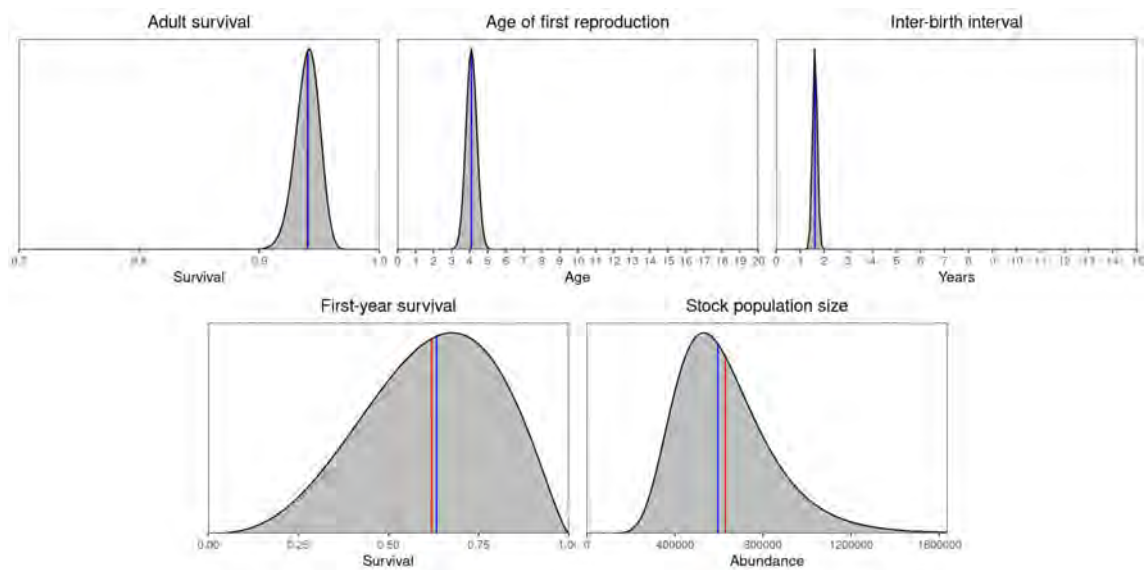 Adult survival
Age of first reproduction
Inter-birth interval
0.9 1.0
0 1 2 3 4 5 6 7 8 9 10 11 12 13 14 15 16 17 18 19 20
0 1 2 3 4 5 6 7 8 9 10 11 12 13 14
Survival
Age
Years
First-year survival
Stock population size
0.00 0.25 0.50 0.75
0 400000 800000 1200000 1600000
Survival
Abundance